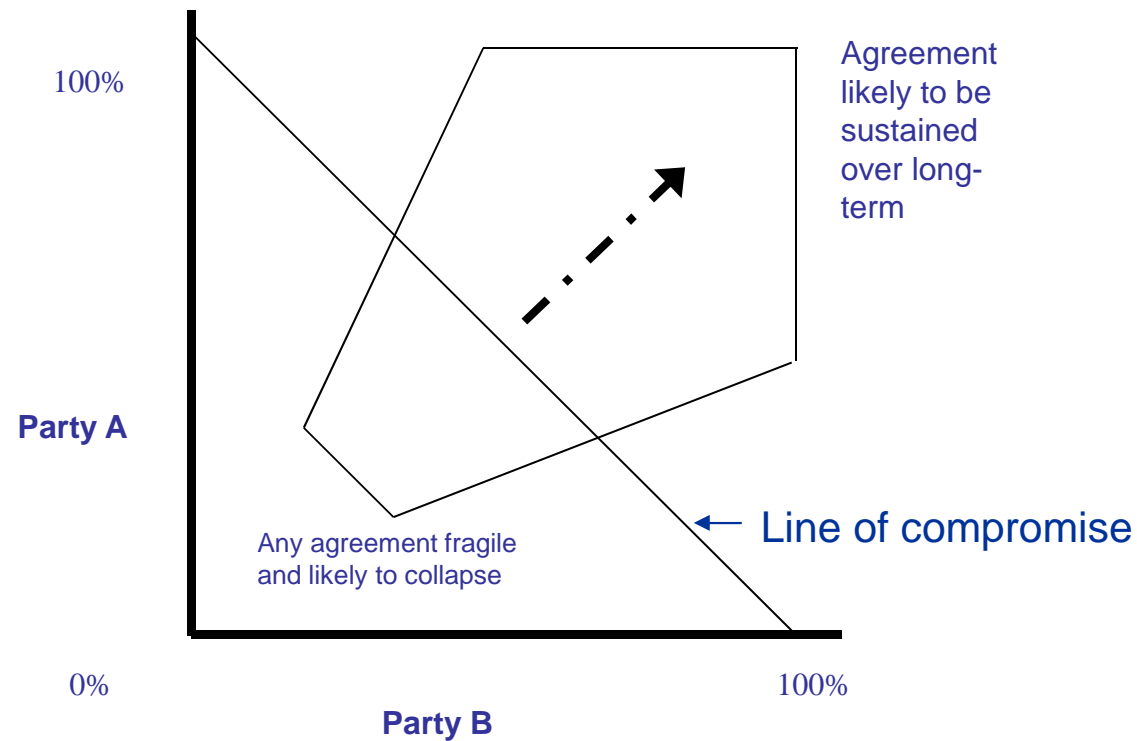 100%
Agreement
likely to be
sustained
over long-
term
Party A
Line of compromise
Any agreement fragile
and likely to collapse
0%
100%
Party B